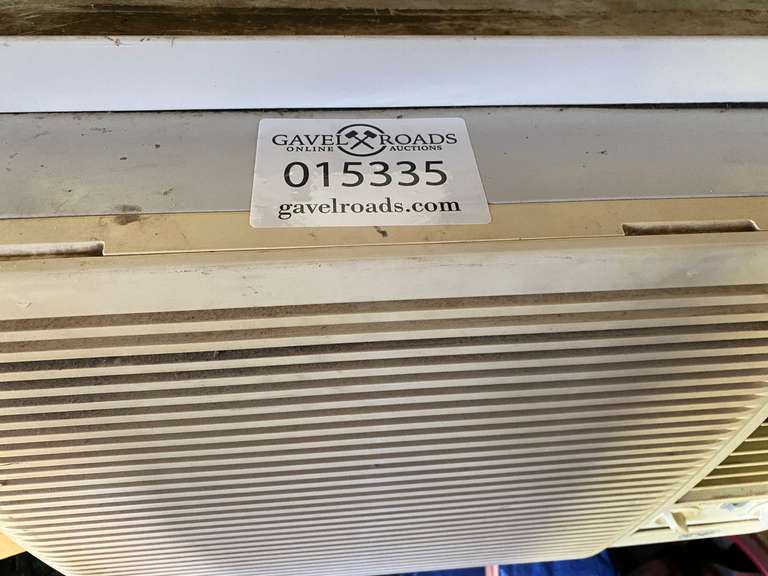 GAVEL ROADS
ONLINE AUCTIONS
015335
gavelroads.com